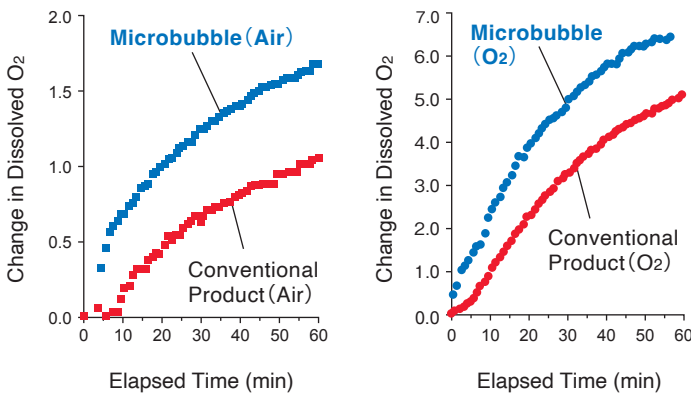 2.0
1.5
1.0
0.5
0.0
0 10 20 30 40 50 60
Change in Dissolved O2
Elapsed Time (min)
Microbubble (Air)
Conventional
Product (Air)
7.0
6.0
5.0
4.0
3.0
2.0
1.0
0.0
0 10 20 30 40 50 60
Change in Dissolved O2
Elapsed Time (min)
Microbubble
(O2)
Conventional
Product (O2)